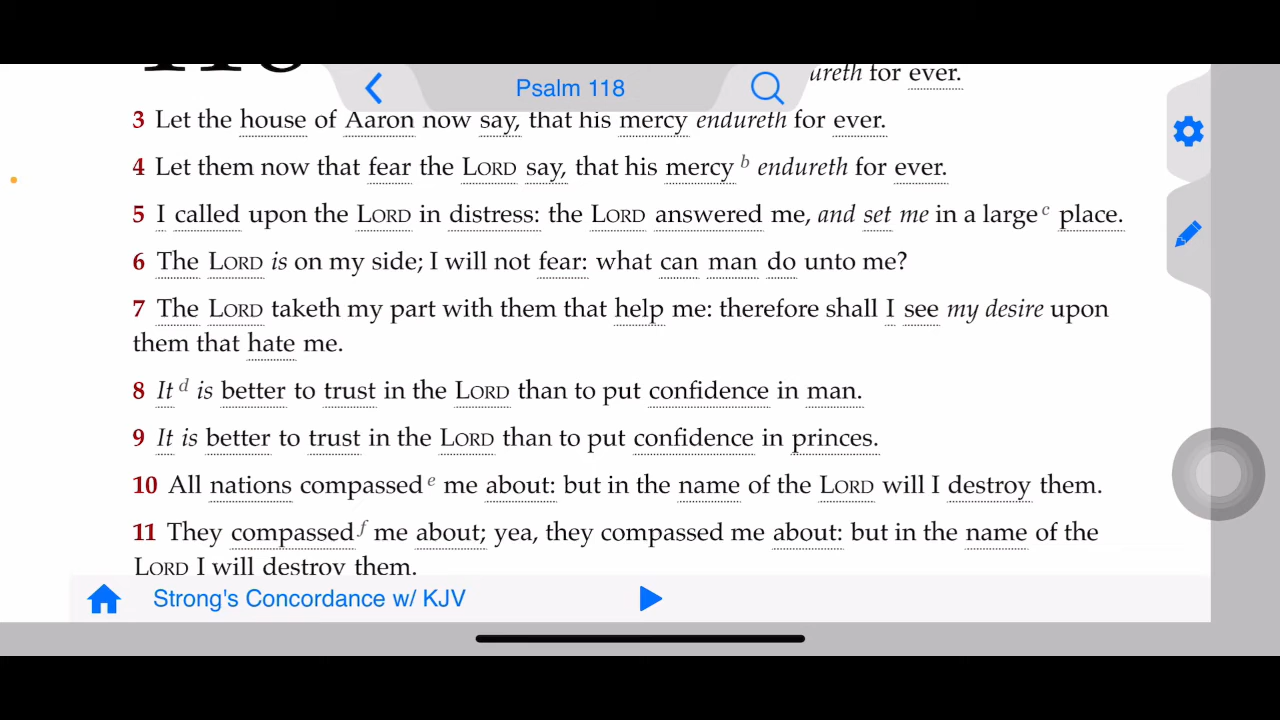 Psalm 118
ureth for ever.
3 Let the house of Aaron now say, that his mercy endureth for ever.
4 Let them now that fear the LORD say, that his mercy b endureth for ever.
5 I called upon the LORD in distress: the LORD answered me, and set me in a large c place.
6 The LORD is on my side; I will not fear: what can man do unto me?
7 The LORD taketh my part with them that help me: therefore shall I see my desire upon
them that hate me.
8 It d is better to trust in the LORD than to put confidence in man.
9 It is better to trust in the LORD than to put confidence in princes.
10 All nations compassed e me about: but in the name of the LORD will I destroy them.
11 They compassed f me about; yea, they compassed me about: but in the name of the
LORD I will destroy them.
Strong's Concordance w/ KJV